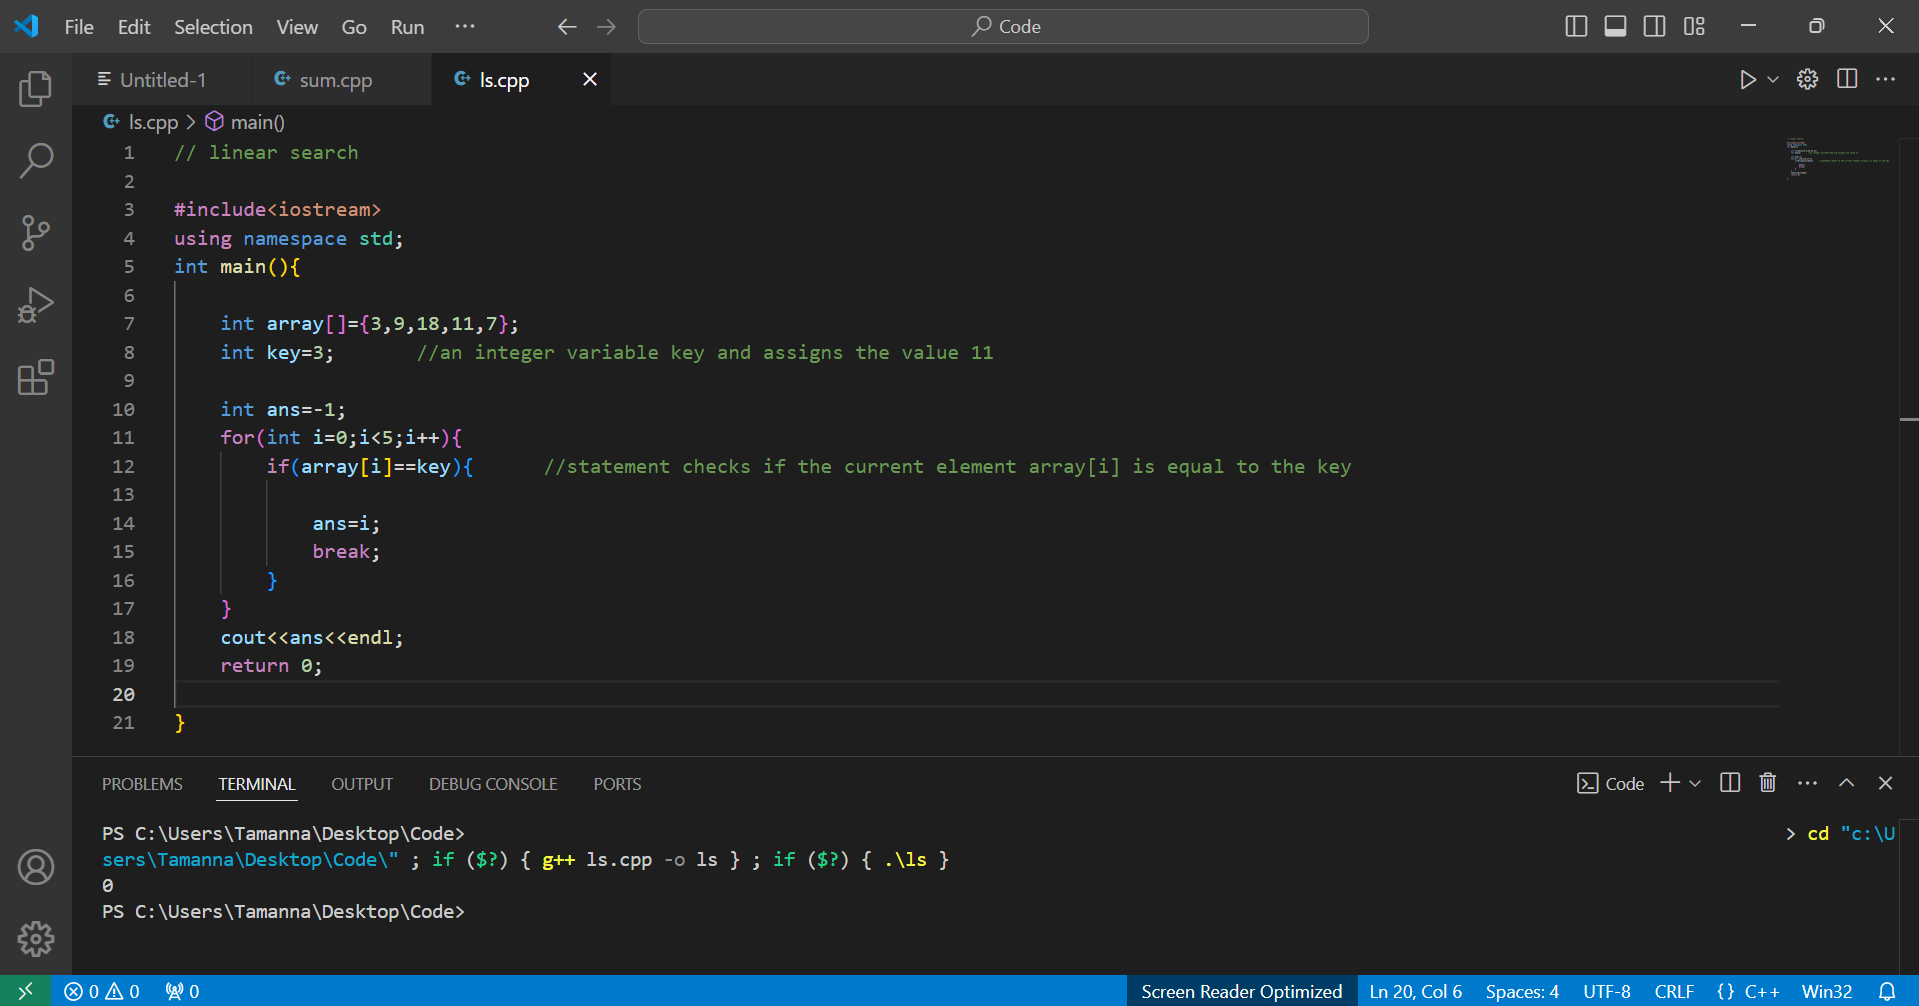 File Edit Selection View Go Run ··· Code
Untitled-1 sum.cpp ls.cpp
ls.cpp > main()
1 // linear search
2
3 #include<iostream>
4 using namespace std;
5 int main(){
6
7 int array[]={3,9,18,11,7};
8 int key=3; //an integer variable key and assigns the value 11
9
10 int ans=-1;
11 for(int i=0;i<5;i++){
12 if(array[i]==key){ //statement checks if the current element array[i] is equal to the key
13
14 ans=i;
15 break;
16 }
17 }
18 cout<<ans<<endl;
19 return 0;
20
21 }
PROBLEMS TERMINAL OUTPUT DEBUG CONSOLE PORTS Code
PS C:\Users\Tamanna\Desktop\Code> > cd "c:\U
sers\Tamanna\Desktop\Code\" ; if ($?) { g++ ls.cpp -o ls } ; if ($?) { .\ls }
0
PS C:\Users\Tamanna\Desktop\Code>
0 0 0 Screen Reader Optimized Ln 20, Col 6 Spaces: 4 UTF-8 CRLF {} C++ Win32